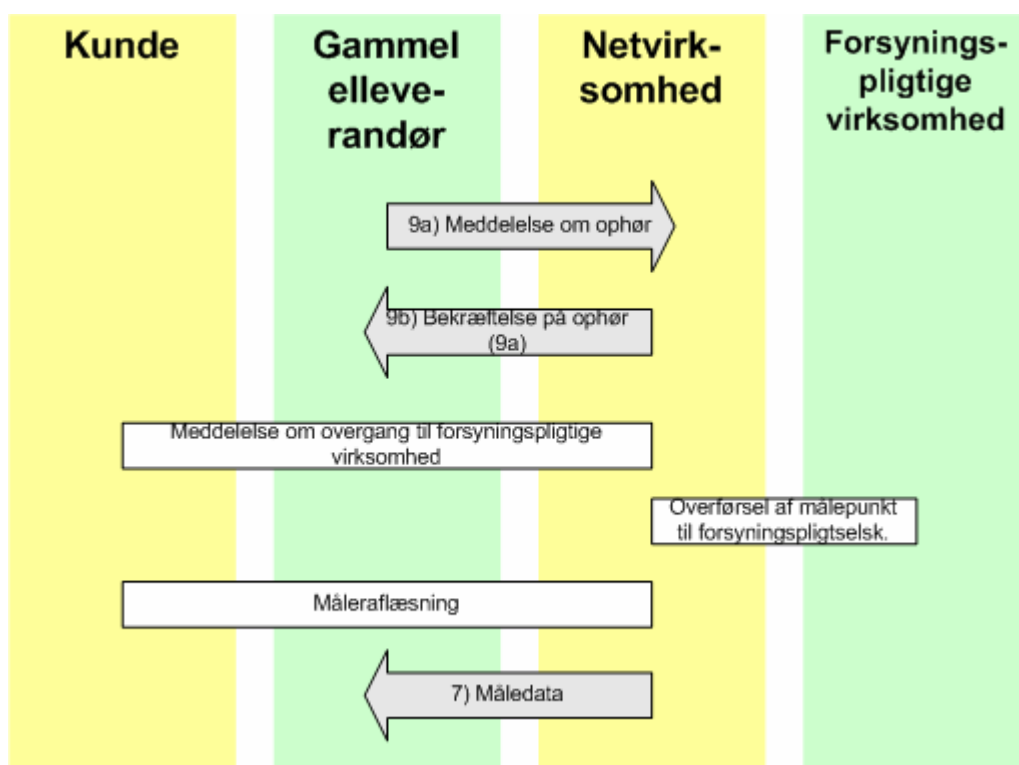 Kunde
Gammel
elleve-
randør
Netvirk-
somhed
Forsynings-
pligtige
virksomhed
9a) Meddelelse om ophør
9b) Bekræftelse på ophør
(9a)
Meddelelse om overgang til forsyningspligtige
virksomhed
Overførsel af målepunkt
til forsyningspligtselsk.
Måleraflæsning
7) Måledata